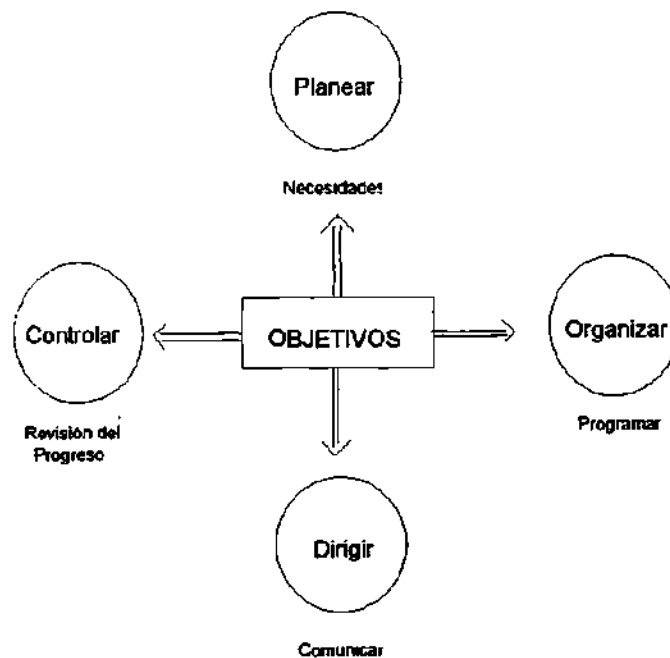 Planear
Necesidades
Controlar
OBJETIVOS
Organizar
Revisión del
Progreso
Programar
Dirigir
Comunicar